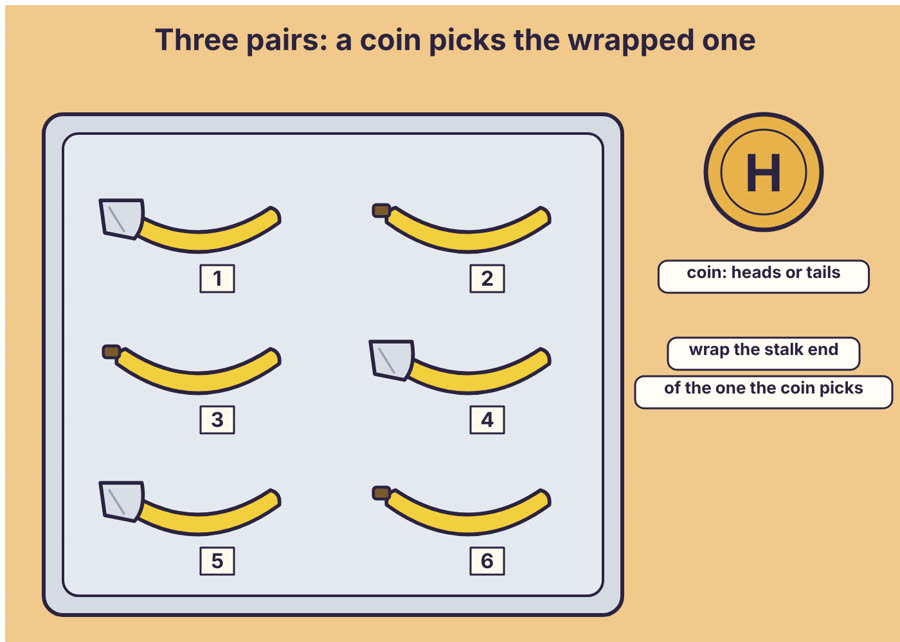 Three pairs: a coin picks the wrapped one
H
1
2
coin: heads or tails
wrap the stalk end
of the one the coin picks
3
4
5
6